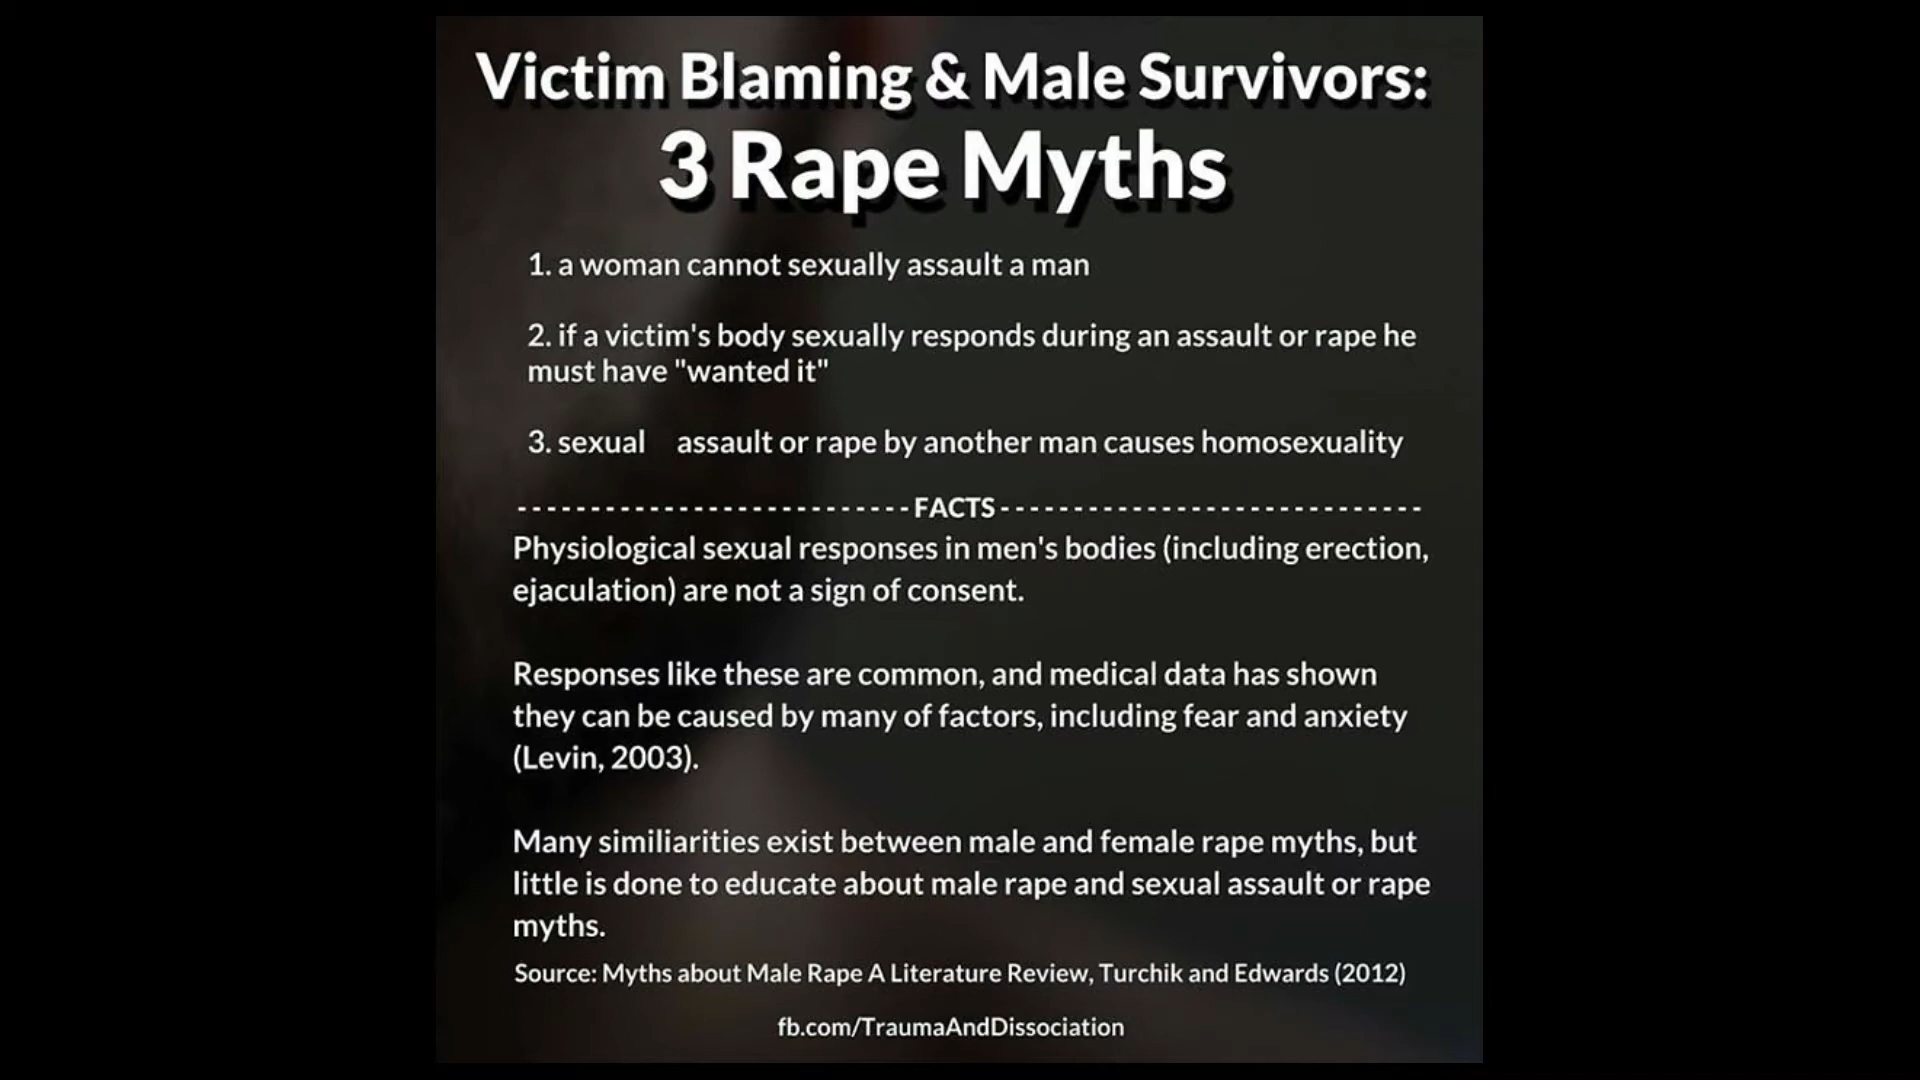 Victim Blaming & Male Survivors:
3 Rape Myths
1. a woman cannot sexually assault a man
2. if a victim's body sexually responds during an assault or rape he
must have "wanted it"
3. sexual assault or rape by another man causes homosexuality
---------------------------FACTS-----------------------------
Physiological sexual responses in men's bodies (including erection,
ejaculation) are not a sign of consent.
Responses like these are common, and medical data has shown
they can be caused by many of factors, including fear and anxiety
(Levin, 2003).
Many similiarities exist between male and female rape myths, but
little is done to educate about male rape and sexual assault or rape
myths.
Source: Myths about Male Rape A Literature Review, Turchik and Edwards (2012)
fb.com/TraumaAndDissociation